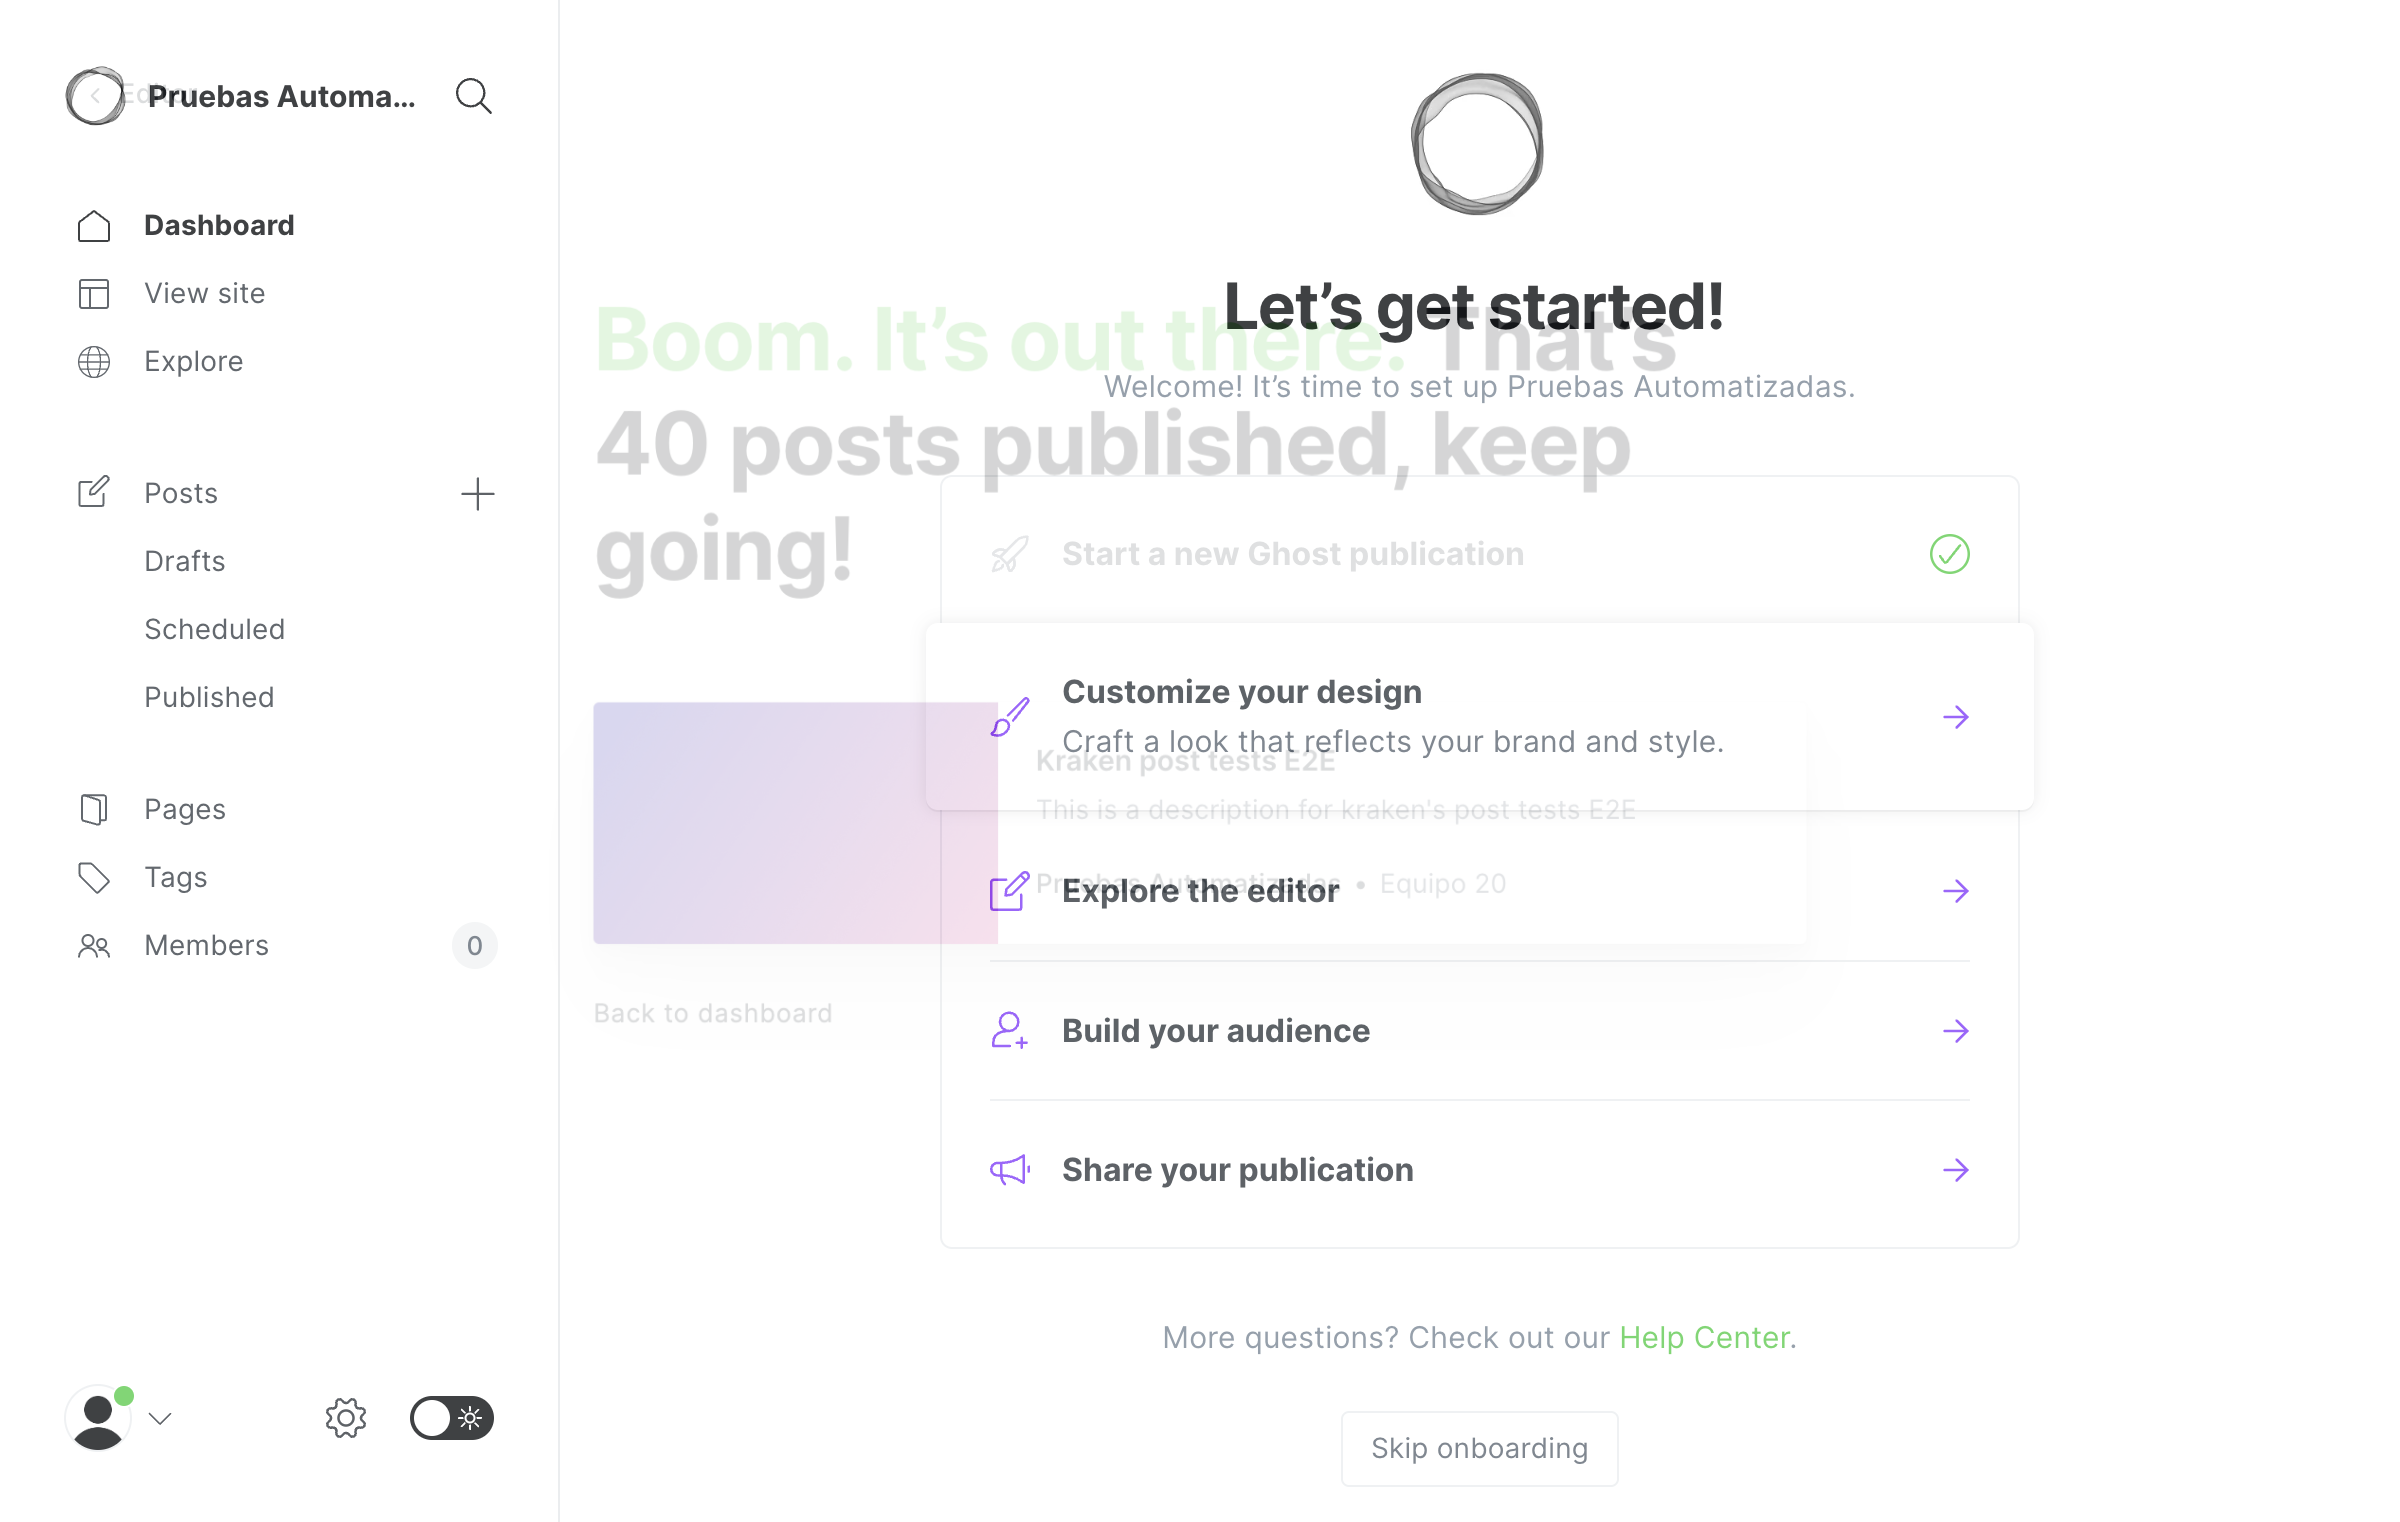 Editor
Pruebas Automa...
Dashboard
View site
Explore
Posts
Drafts
Scheduled
Published
Pages
Tags
Members
0
Let’s get started!
Welcome! It’s time to set up Pruebas Automatizadas.
Boom. It’s out there. That’s
40 posts published, keep
going!
Start a new Ghost publication
Customize your design
Craft a look that reflects your brand and style.
Kraken post tests E2E
This is a description for kraken's post tests E2E
Pruebas Automatizadas • Equipo 20
Explore the editor
Back to dashboard
Build your audience
Share your publication
More questions? Check out our Help Center.
Skip onboarding